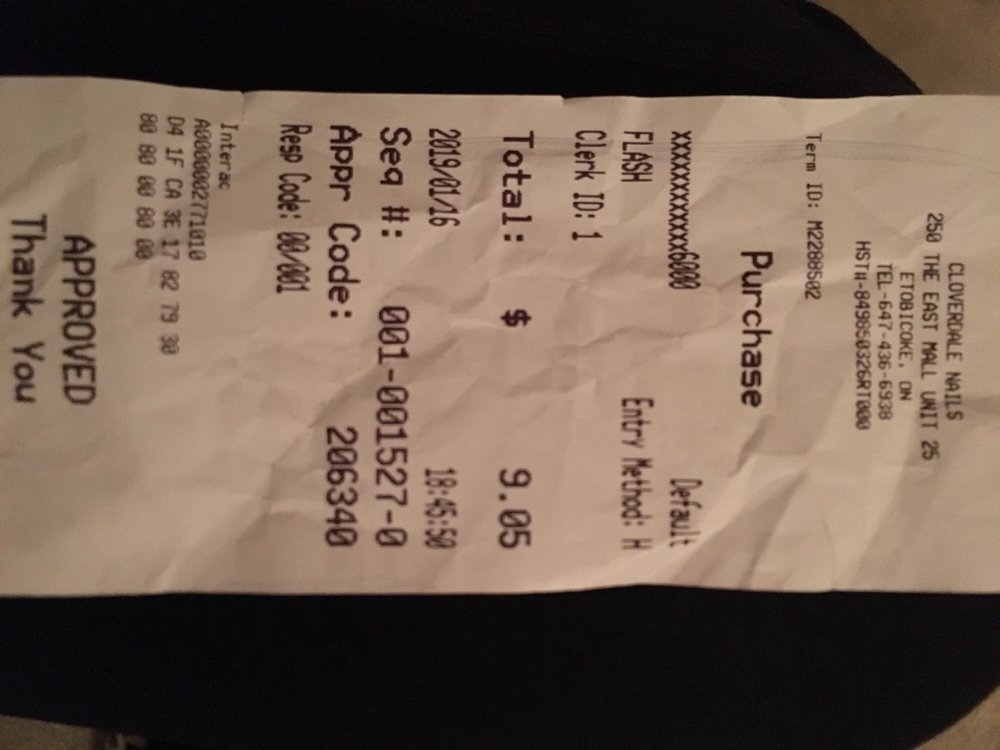 CLOVERDALE NAILS
250 THE EAST MALL UNIT 25
ETOBICOKE, ON
TEL-647-436-6938
HST#-849850326RT000
Term ID: M2288502
Purchase
xxxxxxxxxxxx6000 Default
FLASH Entry Method: H
Clerk ID: 1
Total: $ 9.05
2019/01/16 18:45:50
Seq #: 001-001527-0
Appr Code: 206340
Resp Code: 00/001
Interac
A0000002771010
D4 1F CA 3E 17 82 79 30
80 80 00 80 00
APPROVED
Thank You